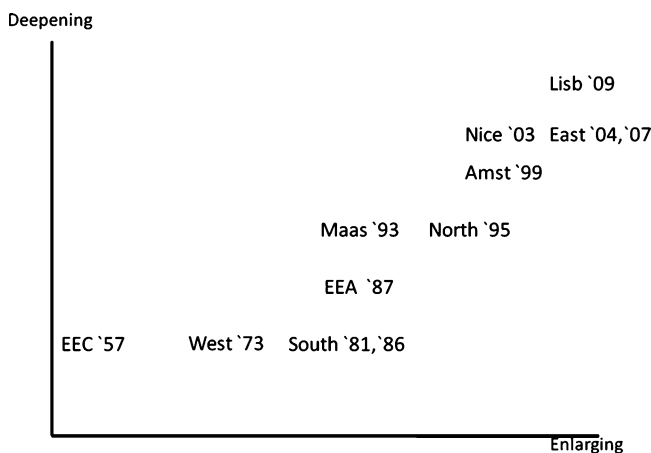 Deepening
Lisb `09
Nice `03 East `04,`07
Amst `99
Maas `93 North `95
EEA `87
EEC `57 West `73 South `81,`86
Enlarging